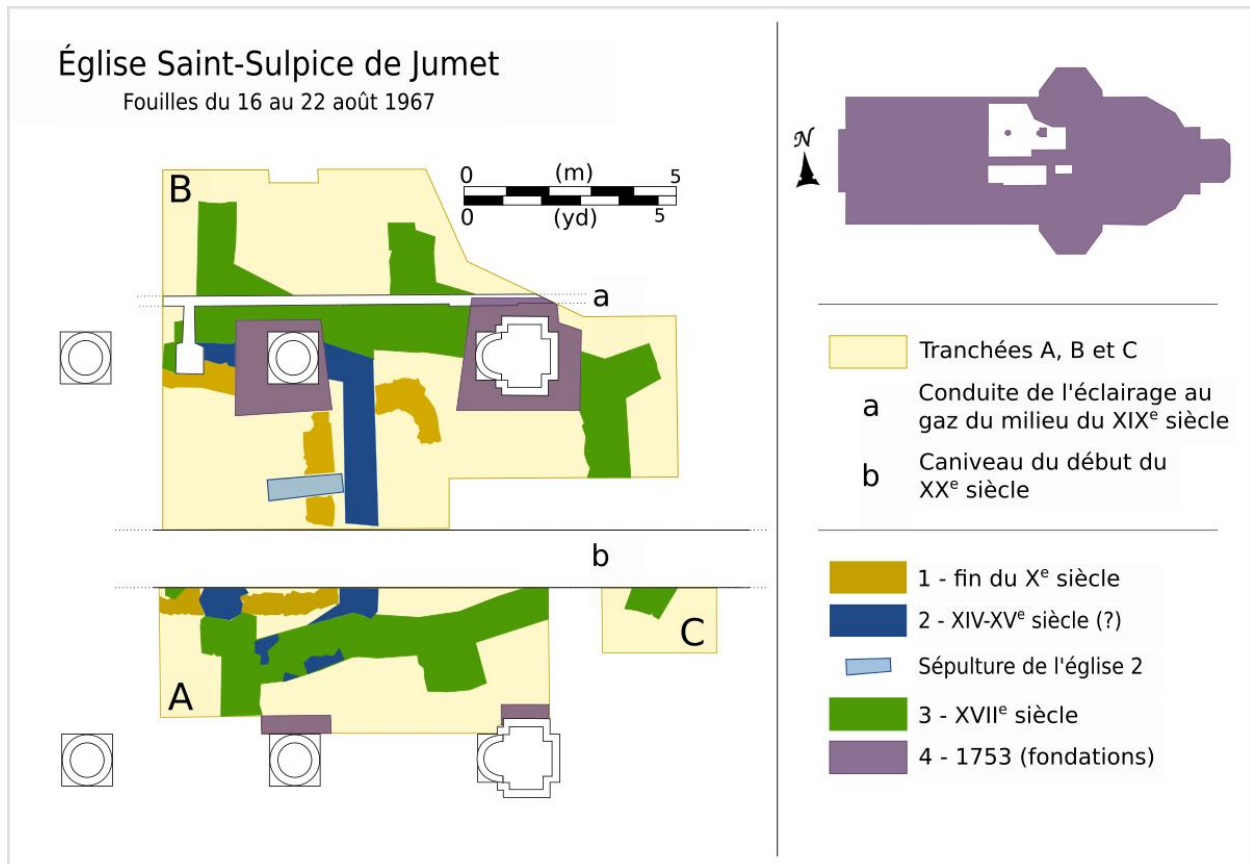 Église Saint-Sulpice de Jumet
Fouilles du 16 au 22 août 1967
B
0 (m) 5
0 (yd) 5
a
b
A
C
N
Tranchées A, B et C
a Conduite de l'éclairage au
gaz du milieu du XIXe siècle
b Caniveau du début du
XXe siècle
1 - fin du Xe siècle
2 - XIV-XVe siècle (?)
Sépulture de l'église 2
3 - XVIIe siècle
4 - 1753 (fondations)